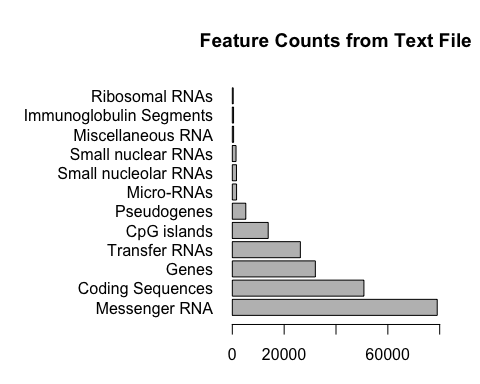 Feature Counts from Text File
Ribosomal RNAs
Immunoglobulin Segments
Miscellaneous RNA
Small nuclear RNAs
Small nucleolar RNAs
Micro-RNAs
Pseudogenes
CpG islands
Transfer RNAs
Genes
Coding Sequences
Messenger RNA
0 20000 60000